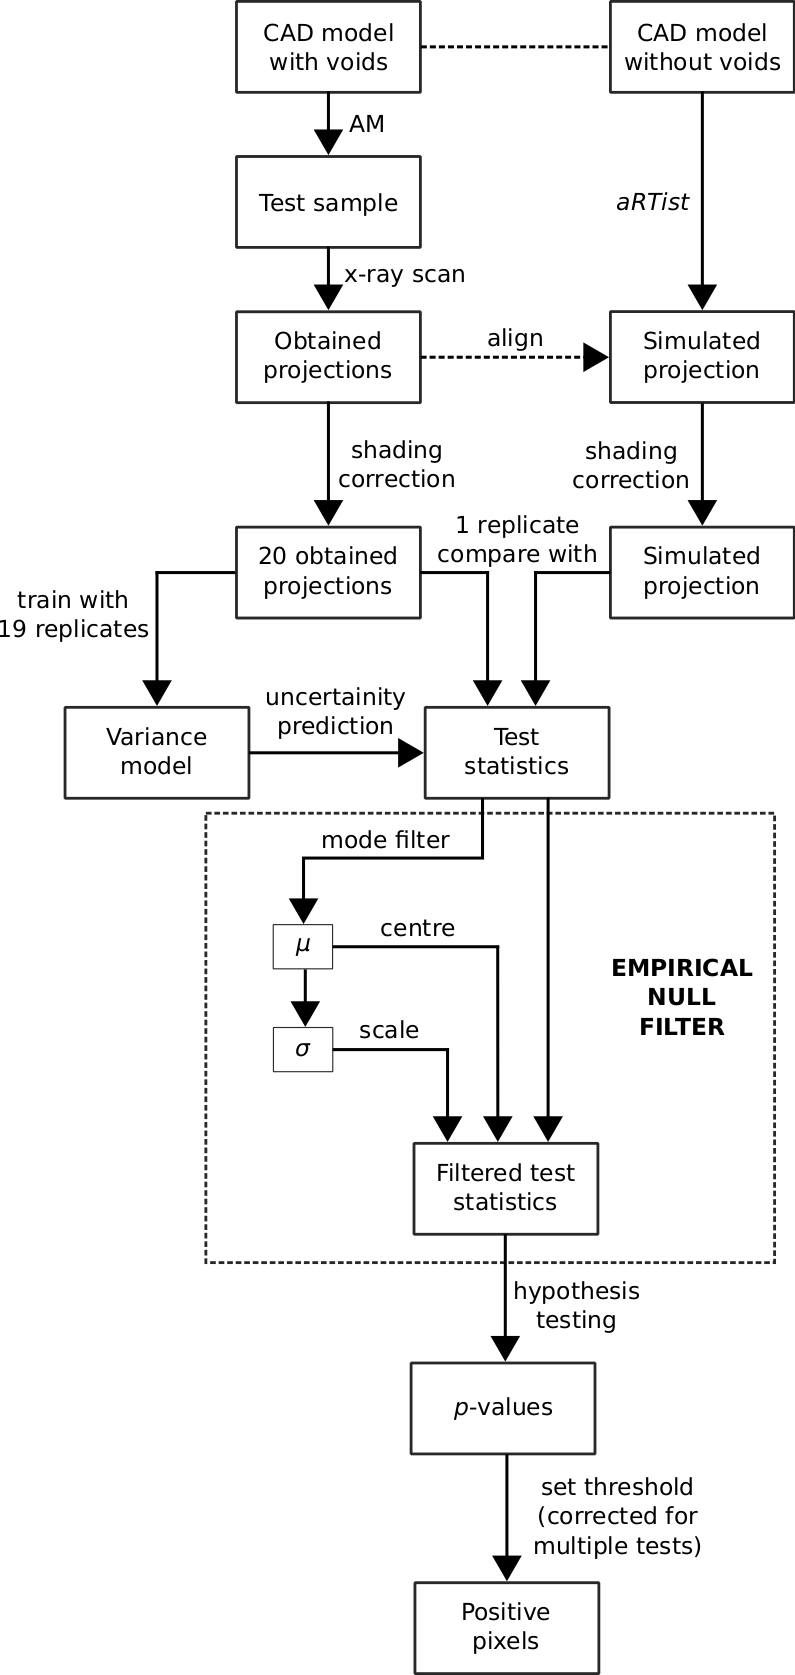 CAD model
with voids
CAD model
without voids
AM
Test sample
aRTist
x-ray scan
Obtained
projections
align
Simulated
projection
shading
correction
shading
correction
20 obtained
projections
1 replicate
compare with
Simulated
projection
train with
19 replicates
Variance
model
uncertainity
prediction
Test
statistics
mode filter
μ
centre
EMPIRICAL
NULL
FILTER
σ
scale
Filtered test
statistics
hypothesis
testing
p-values
set threshold
(corrected for
multiple tests)
Positive
pixels